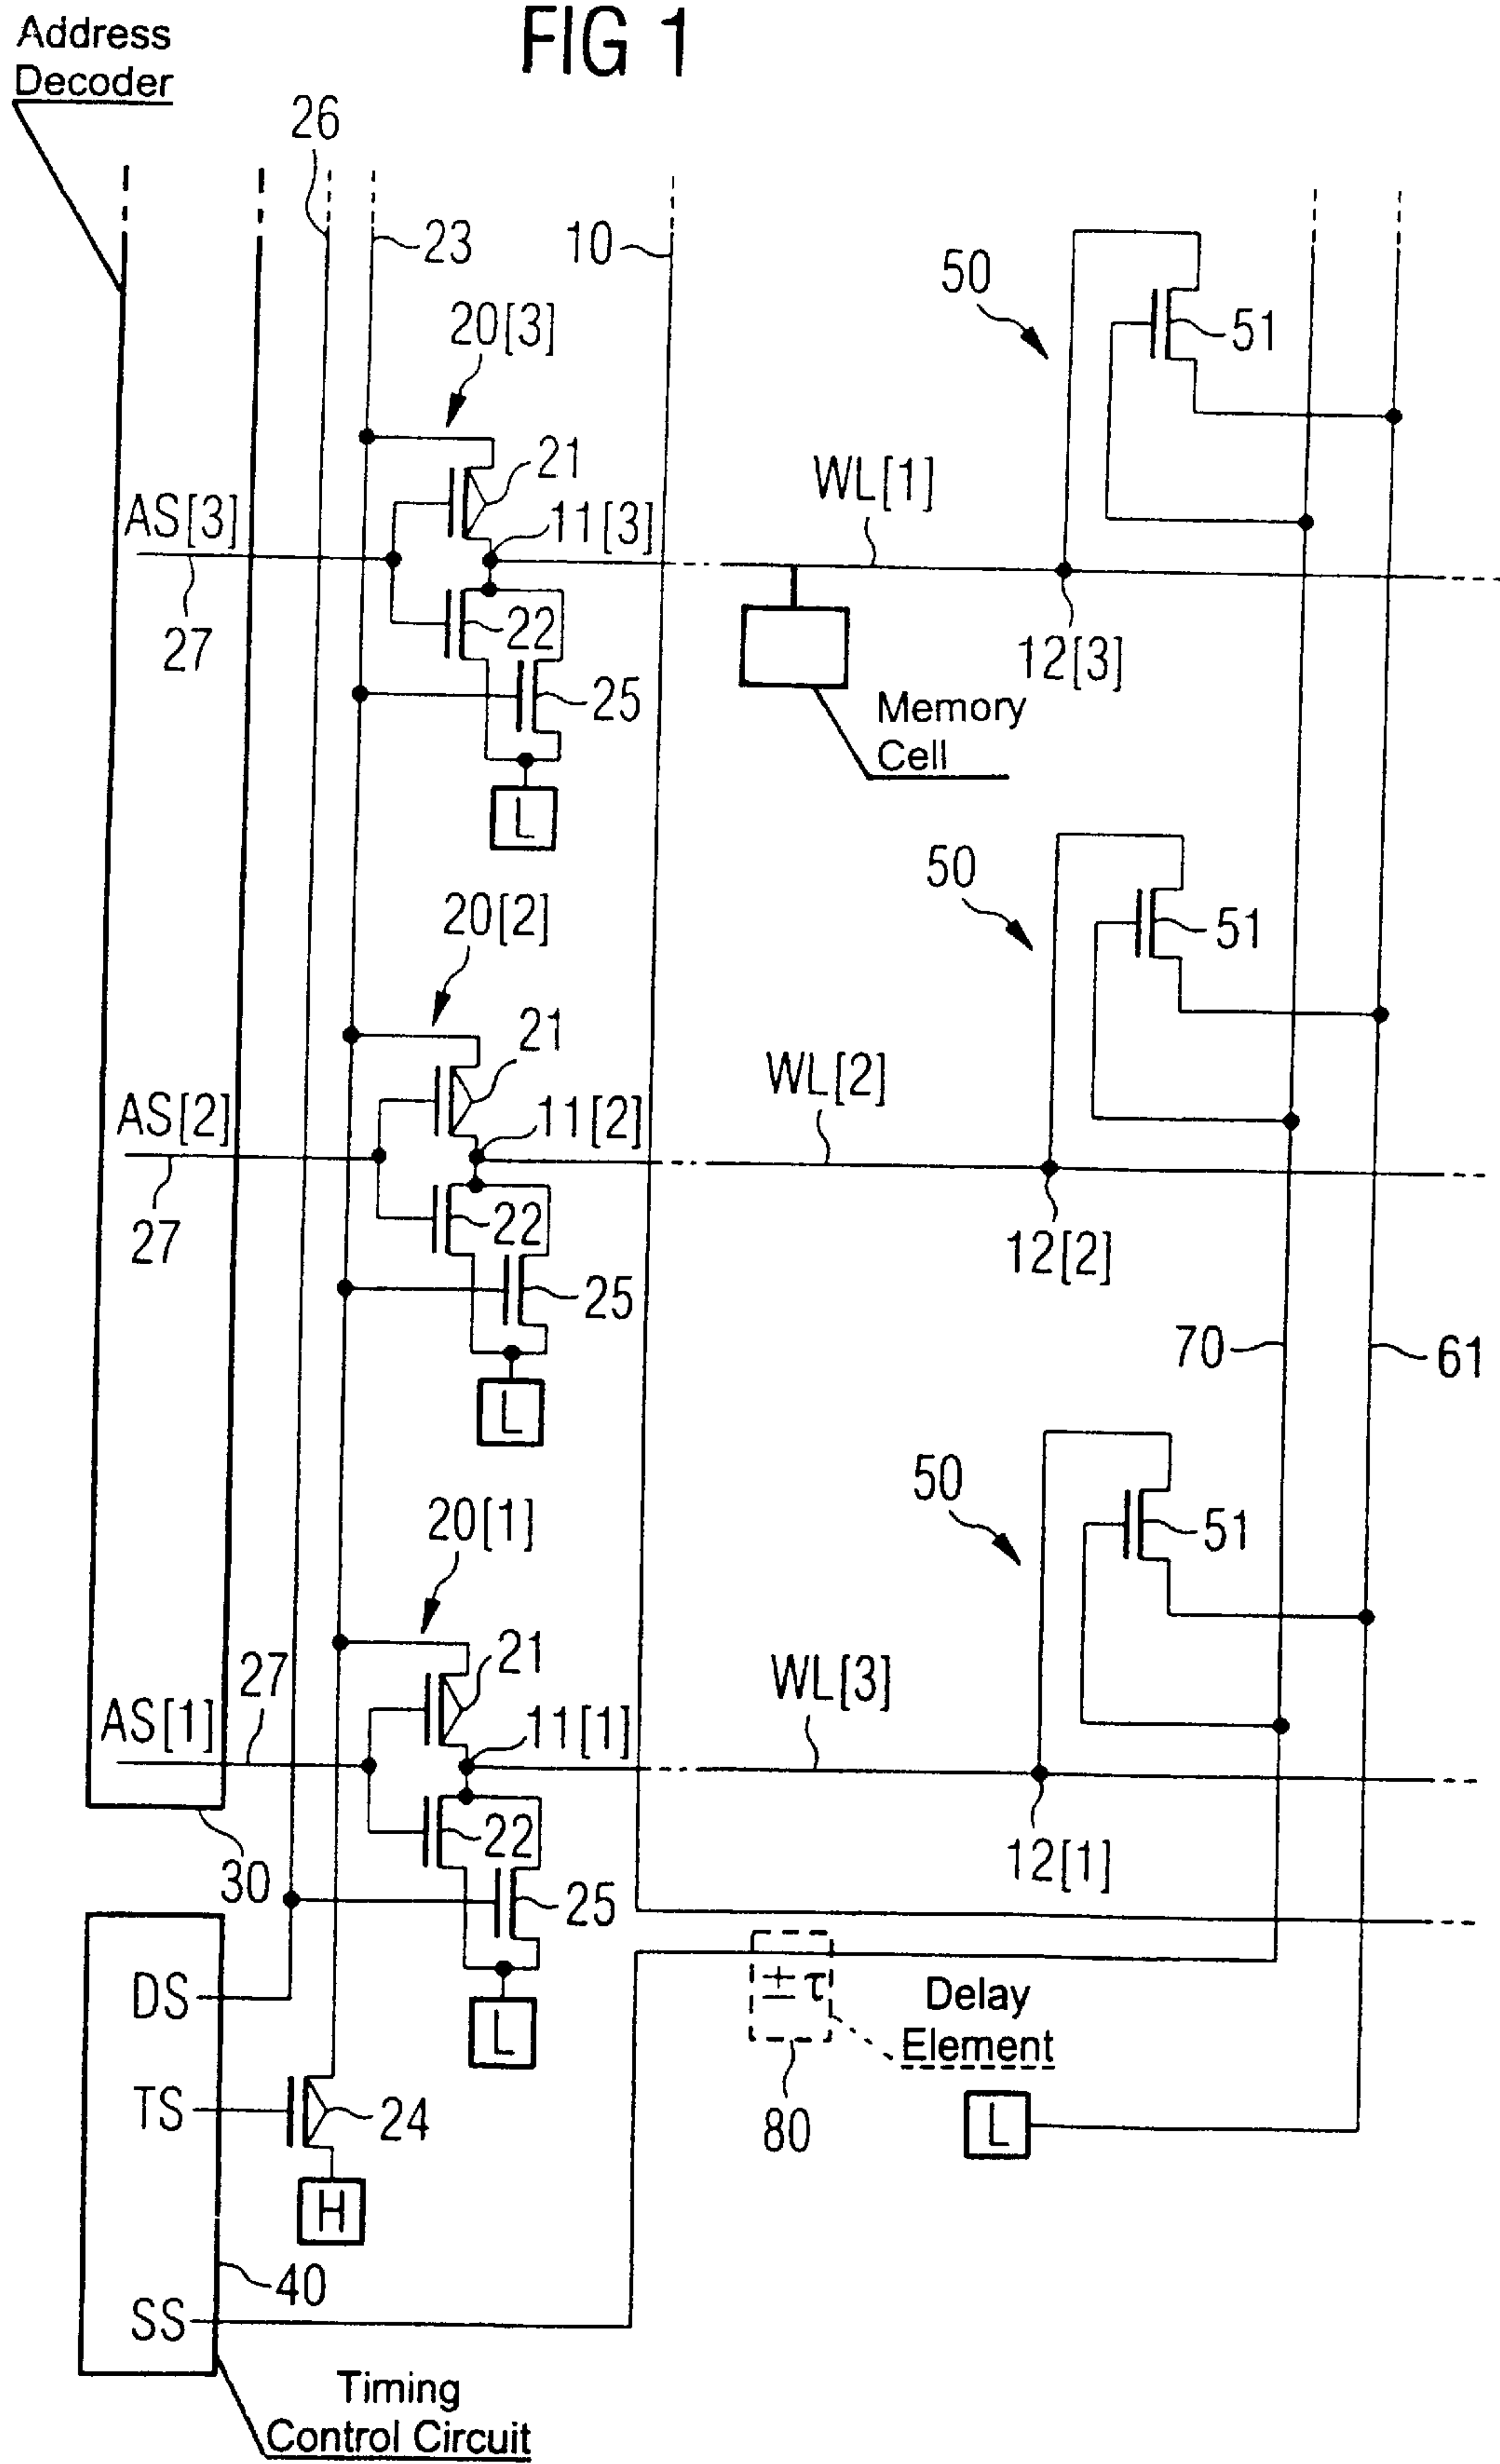 FIG 1
Address
Decoder
26
23
10
50
51
20[3]
21
AS[3]
11[3]
WL[1]
27
22
12[3]
25
Memory
Cell
L
50
51
20[2]
21
AS[2]
11[2]
WL[2]
27
22
12[2]
25
70
61
L
50
51
20[1]
21
27
AS[1]
11[1]
WL[3]
22
12[1]
30
25
DS
± τ
Delay
Element
L
TS
24
80
L
H
40
SS
Timing
Control Circuit